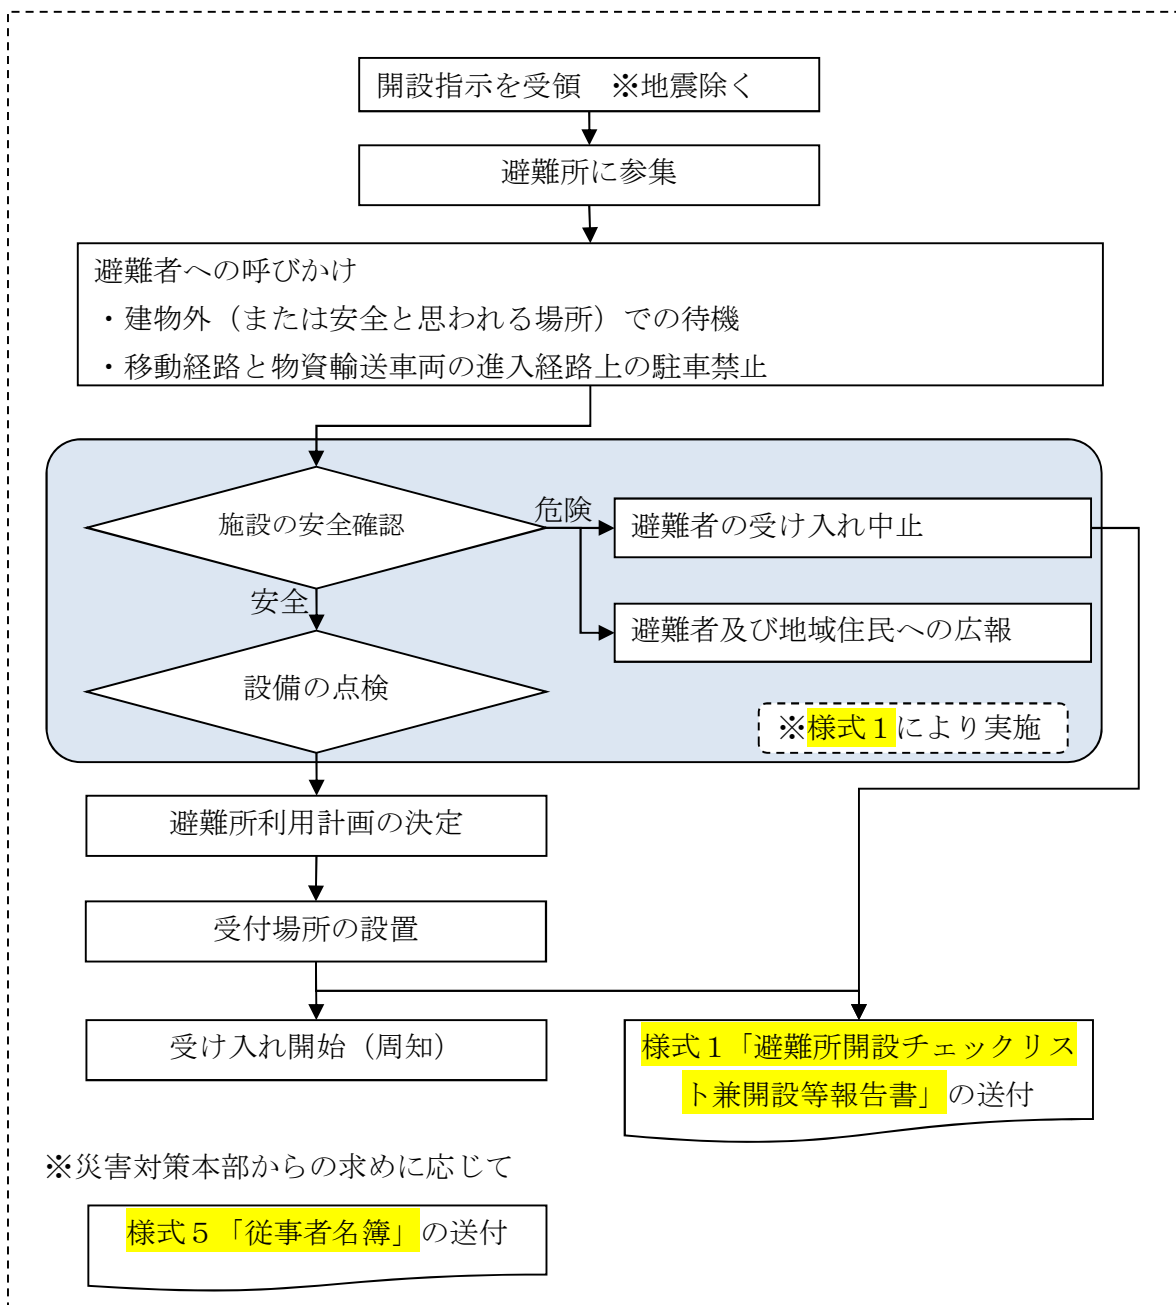 開設指示を受領　※地震除く
避難所に参集
避難者への呼びかけ
・建物外（または安全と思われる場所）での待機
・移動経路と物資輸送車両の進入経路上の駐車禁止
施設の安全確認
危険
避難者の受け入れ中止
安全
避難者及び地域住民への広報
設備の点検
※様式１により実施
避難所利用計画の決定
受付場所の設置
受け入れ開始（周知）
様式１「避難所開設チェックリス
ト兼開設等報告書」の送付
※災害対策本部からの求めに応じて
様式５「従事者名簿」の送付